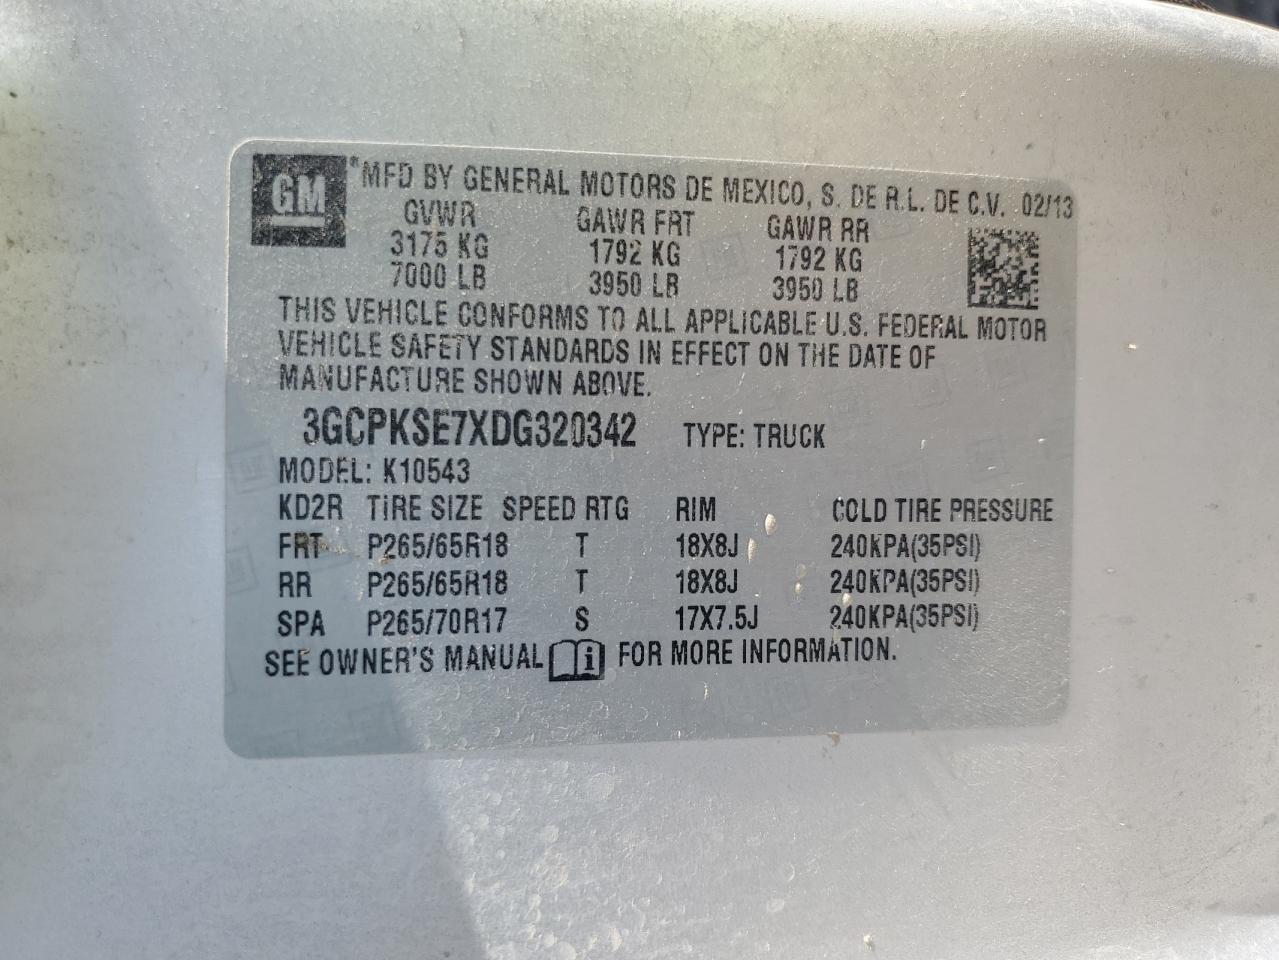 GM
®MFD BY GENERAL MOTORS DE MEXICO, S. DE R.L. DE C.V. 02/13
GVWR GAWR FRT GAWR RR
3175 KG 1792 KG 1792 KG
7000 LB 3950 LB 3950 LB
THIS VEHICLE CONFORMS TO ALL APPLICABLE U.S. FEDERAL MOTOR
VEHICLE SAFETY STANDARDS IN EFFECT ON THE DATE OF
MANUFACTURE SHOWN ABOVE.
3GCPKSE7XDG320342 TYPE: TRUCK
MODEL: K10543
KD2R TIRE SIZE SPEED RTG RIM COLD TIRE PRESSURE
FRT P265/65R18 T 18X8J 240KPA(35PSI)
RR P265/65R18 T 18X8J 240KPA(35PSI)
SPA P265/70R17 S 17X7.5J 240KPA(35PSI)
SEE OWNER'S MANUAL i FOR MORE INFORMATION.